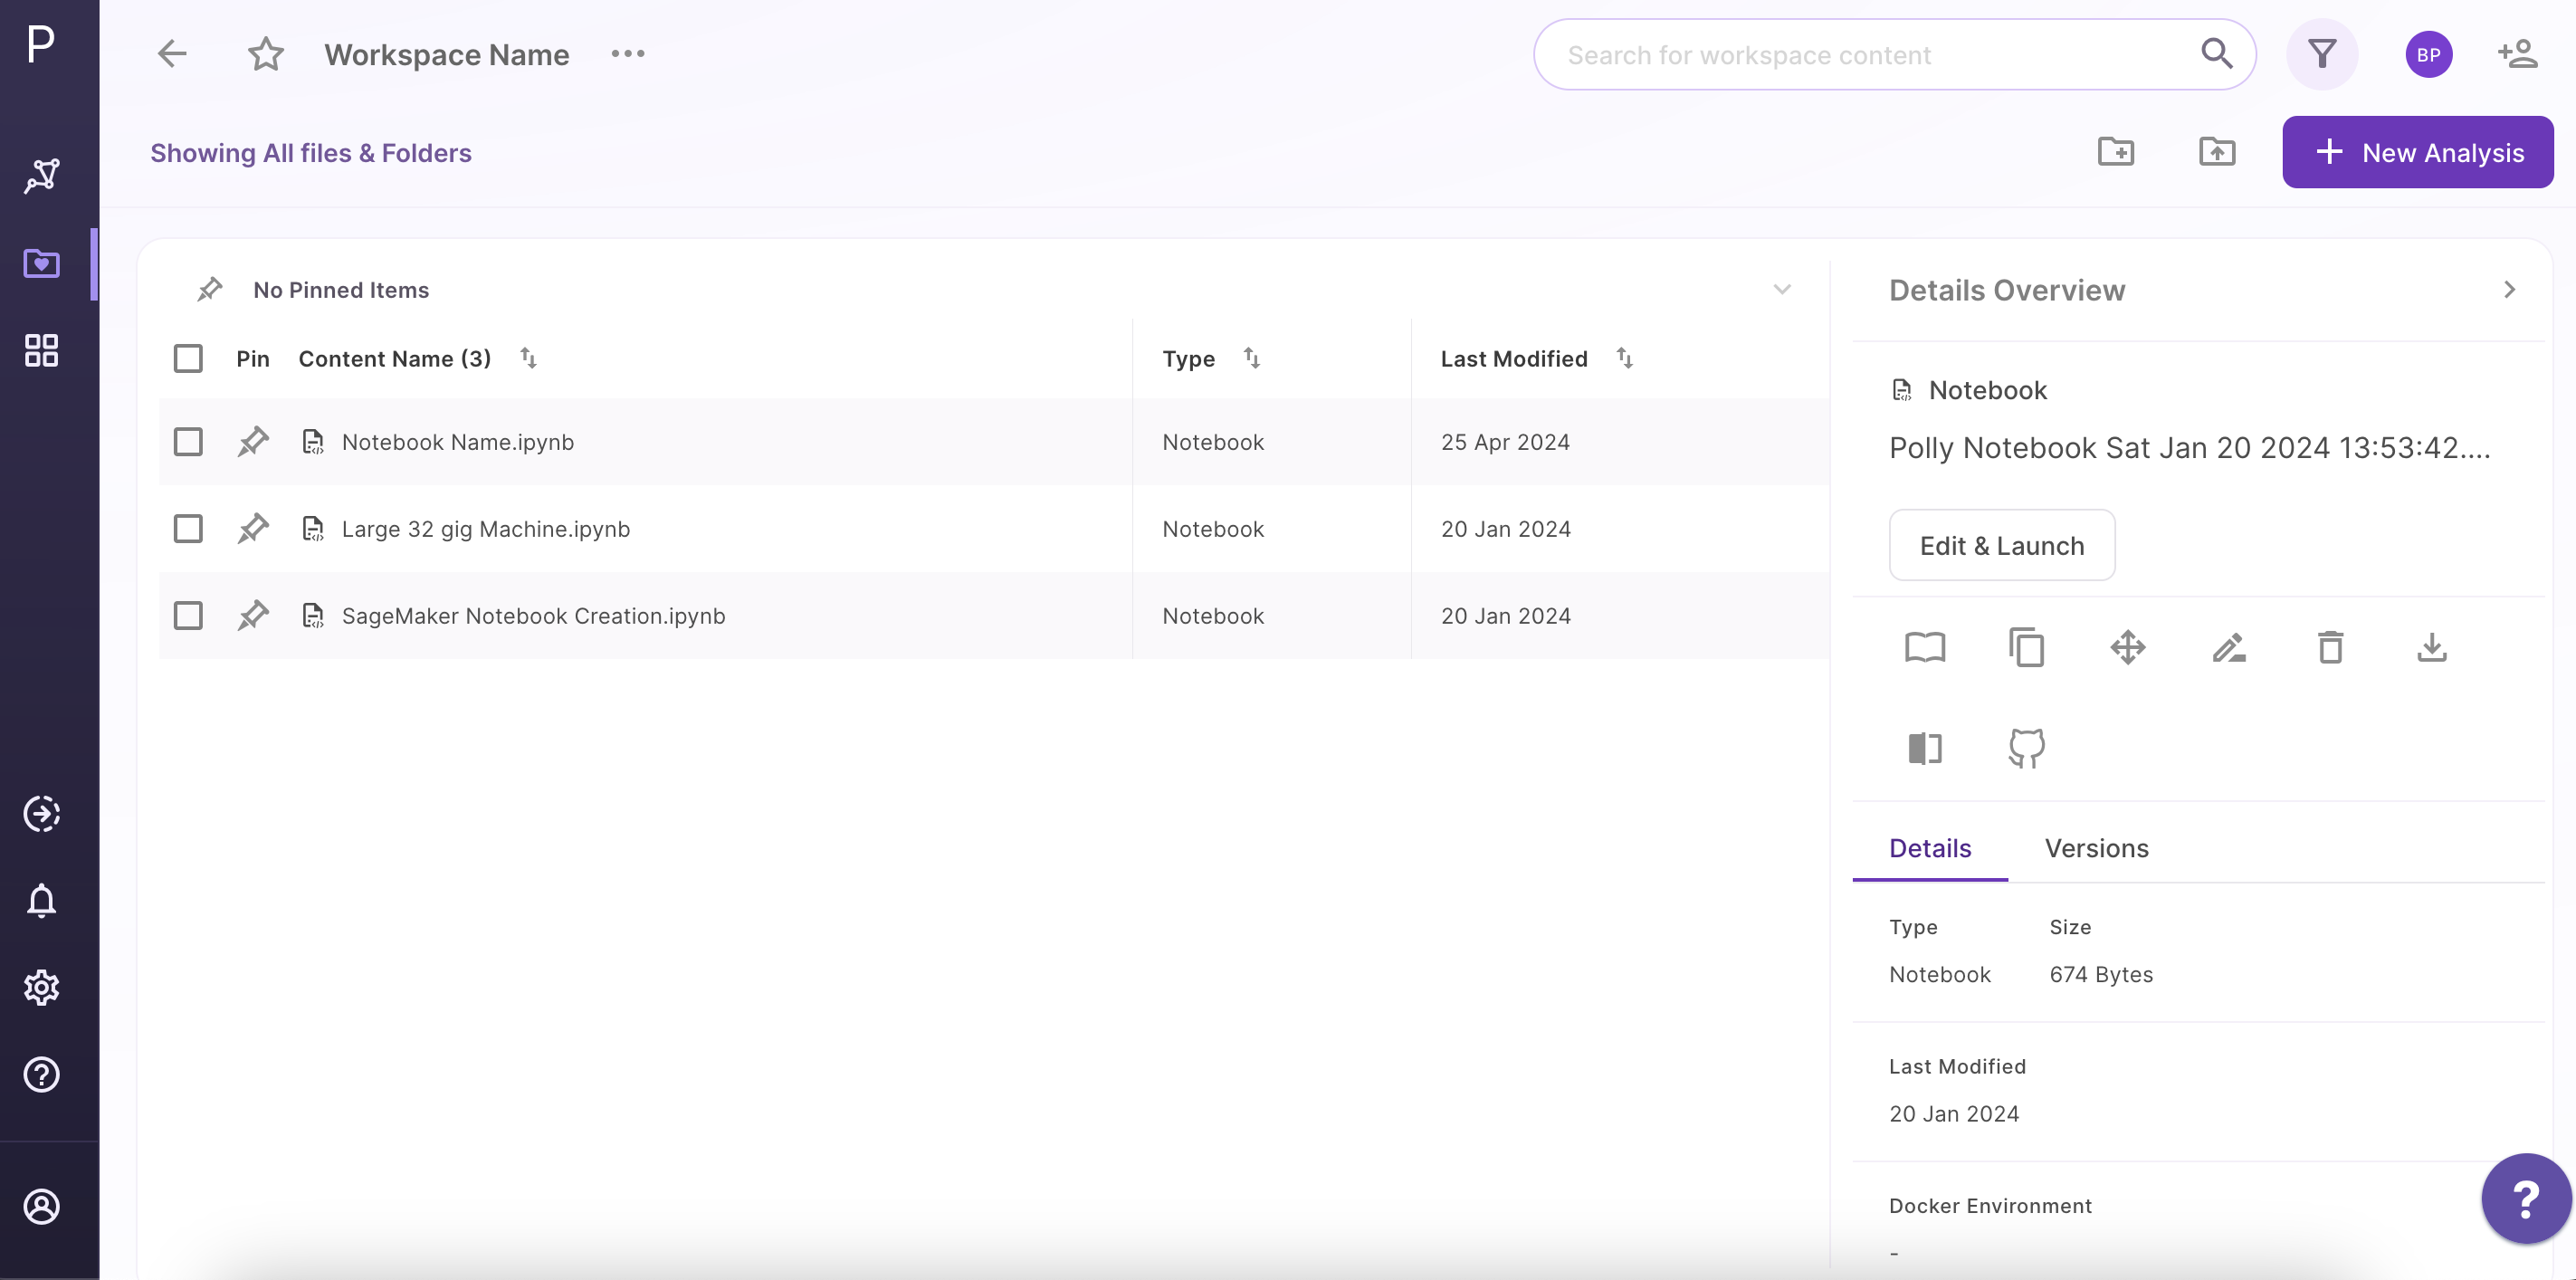 P
Workspace Name
Search for workspace content
BP
Showing All files & Folders
New Analysis
No Pinned Items
Pin Content Name (3) Type Last Modified
Notebook Name.ipynb Notebook 25 Apr 2024
Large 32 gig Machine.ipynb Notebook 20 Jan 2024
SageMaker Notebook Creation.ipynb Notebook 20 Jan 2024
Details Overview
Notebook
Polly Notebook Sat Jan 20 2024 13:53:42....
Edit & Launch
Details Versions
Type Size
Notebook 674 Bytes
Last Modified
20 Jan 2024
Docker Environment
-
?